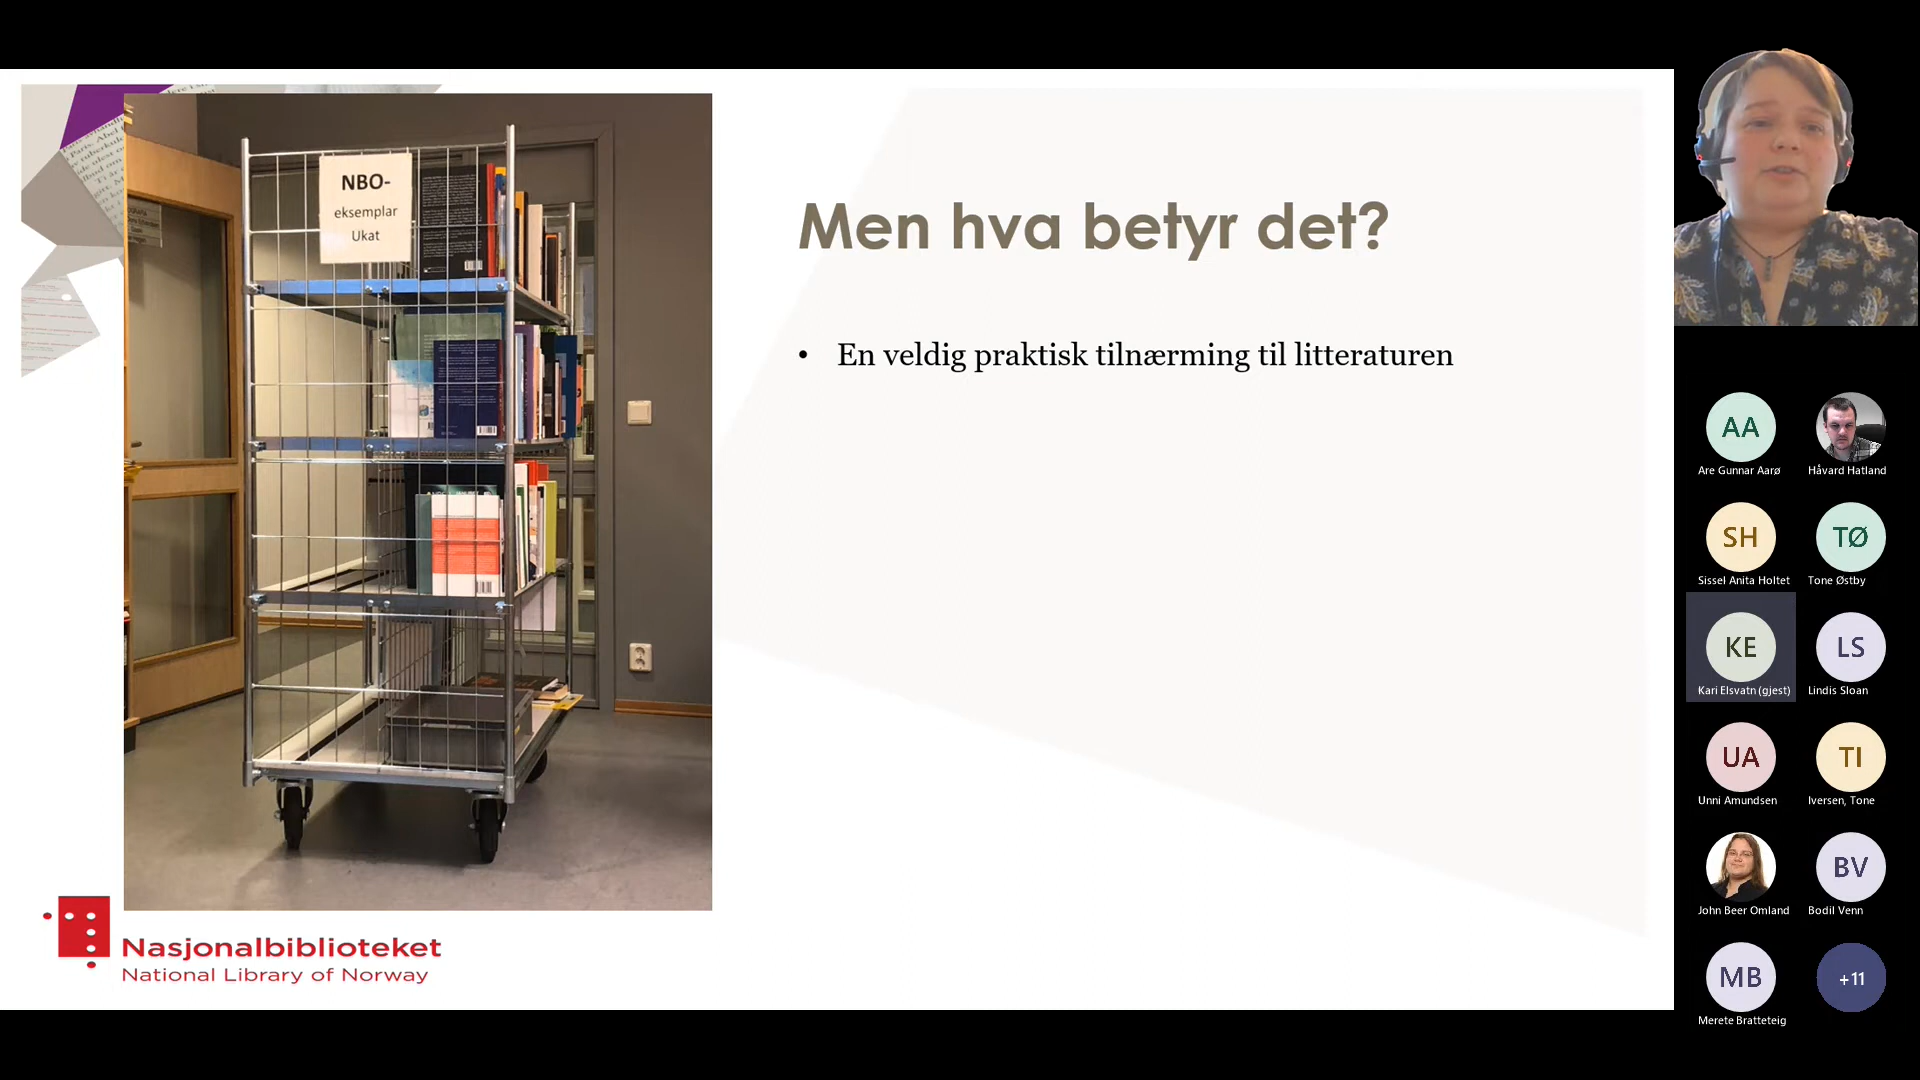 NBO-
eksemplar
Ukat
Men hva betyr det?
• En veldig praktisk tilnærming til litteraturen
Nasjonalbiblioteket
National Library of Norway
AA
Are Gunnar Aarø
Håvard Hatland
SH
Sissel Anita Holtet
TØ
Tone Østby
KE
Kari Elsvatn (gjest)
LS
Lindis Sloan
UA
Unni Amundsen
TI
Iversen, Tone
John Beer Omland
BV
Bodil Venn
MB
Merete Bratteteig
+11